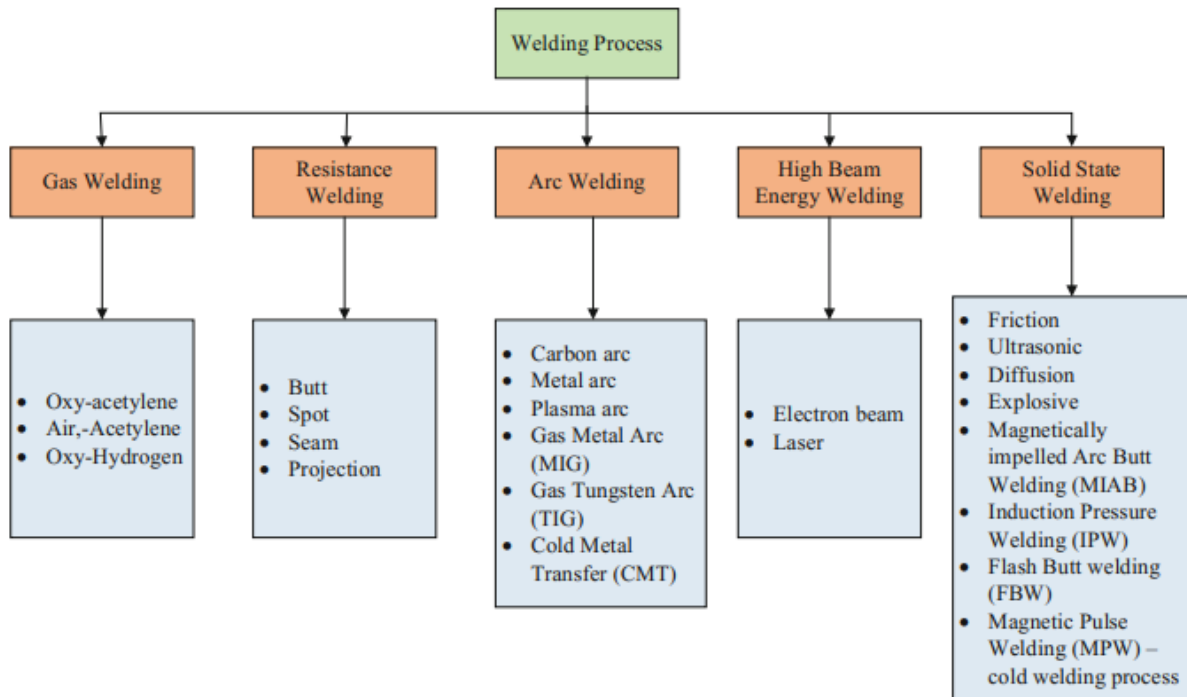 Welding Process
Gas Welding
Resistance
Welding
Arc Welding
High Beam
Energy Welding
Solid State
Welding
• Oxy-acetylene
• Air,-Acetylene
• Oxy-Hydrogen
• Butt
• Spot
• Seam
• Projection
• Carbon arc
• Metal arc
• Plasma arc
• Gas Metal Arc
(MIG)
• Gas Tungsten Arc
(TIG)
• Cold Metal
Transfer (CMT)
• Electron beam
• Laser
• Friction
• Ultrasonic
• Diffusion
• Explosive
• Magnetically
impelled Arc Butt
Welding (MIAB)
• Induction Pressure
Welding (IPW)
• Flash Butt welding
(FBW)
• Magnetic Pulse
Welding (MPW) –
cold welding process